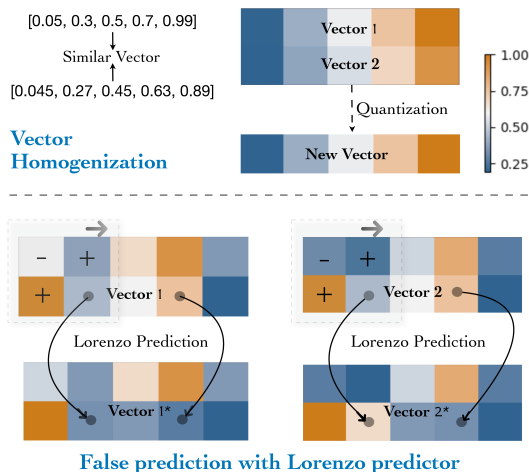 [0.05, 0.3, 0.5, 0.7, 0.99]
Similar Vector
[0.045, 0.27, 0.45, 0.63, 0.89]
Vector
Homogenization
Vector 1
Vector 2
Quantization
New Vector
1.00
0.75
0.50
0.25
- +
+ Vector 1
Lorenzo Prediction
Vector 1*
- +
+ Vector 2
Lorenzo Prediction
Vector 2*
False prediction with Lorenzo predictor